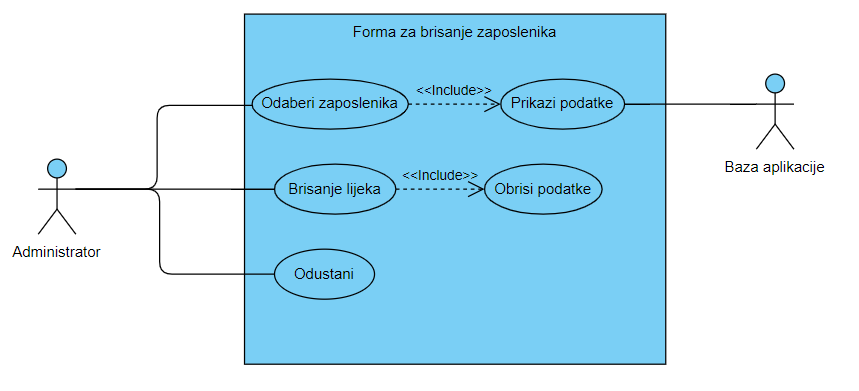 Forma za brisanje zaposlenika
<<Include>>
Odaberi zaposlenika
Prikazi podatke
Baza aplikacije
<<Include>>
Brisanje lijeka
Obrisi podatke
Administrator
Odustani